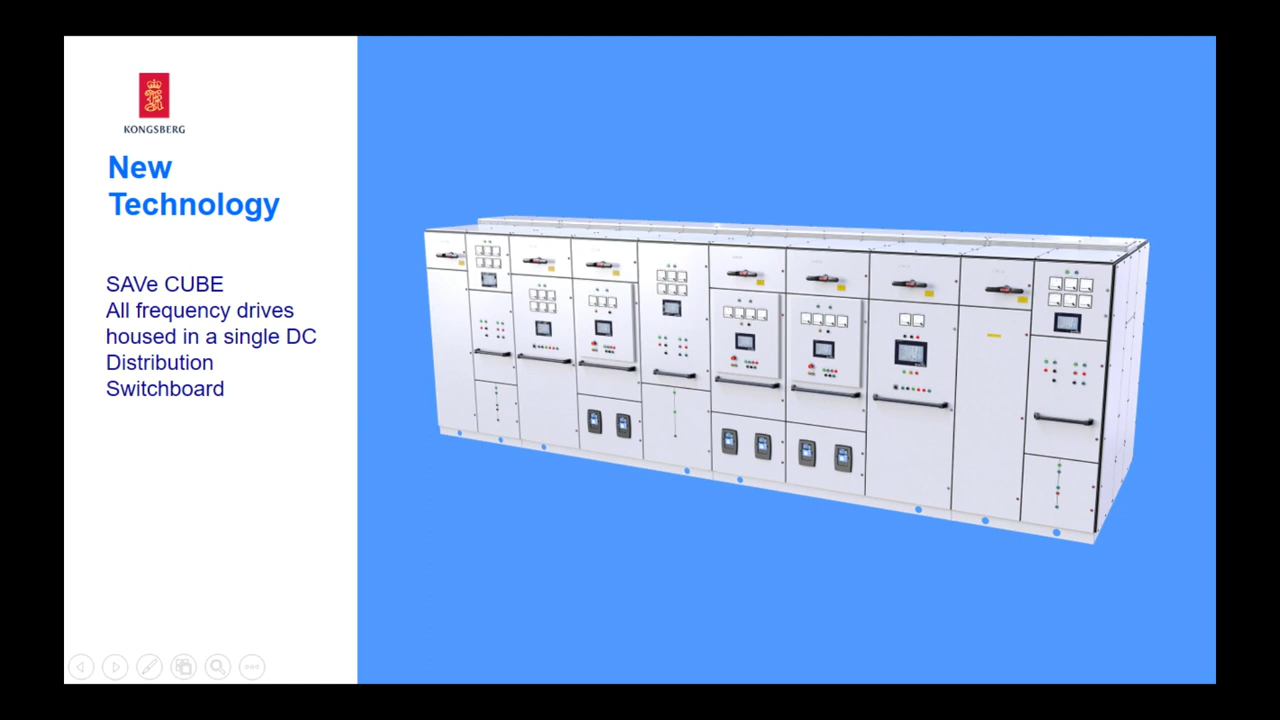 KONGSBERG
New
Technology
SAVe CUBE
All frequency drives
housed in a single DC
Distribution
Switchboard